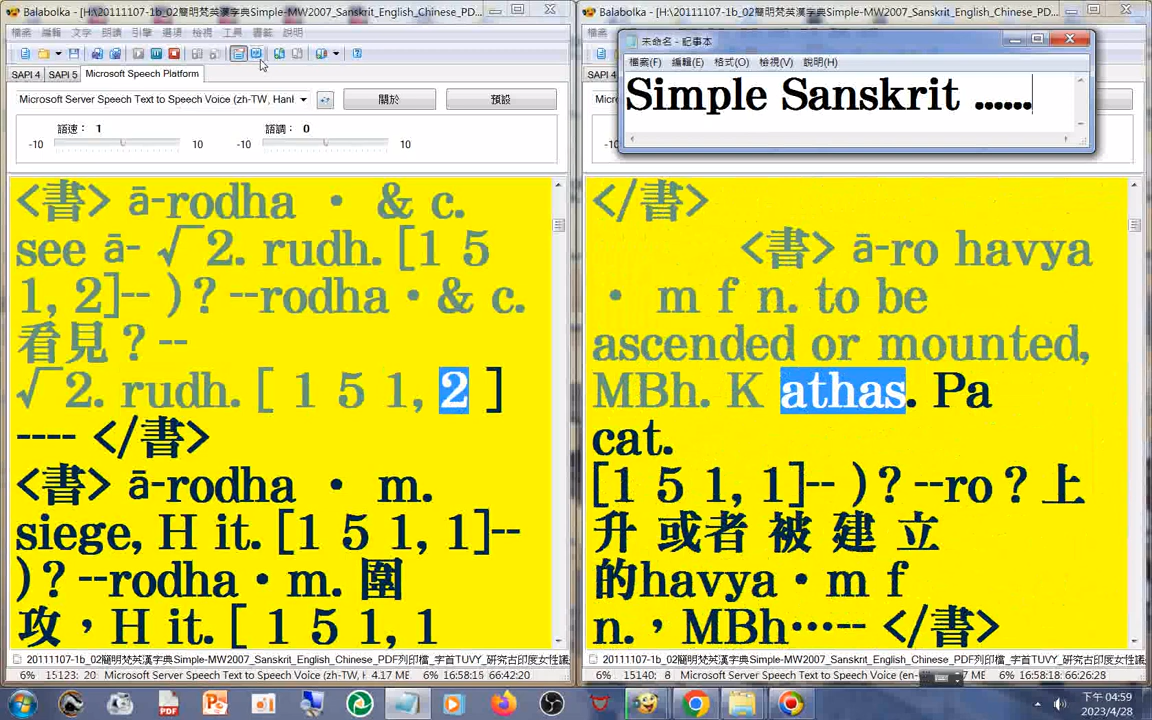 Balabolka - [H:\20111107-1b_02簡明梵英漢字典Simple-MW2007_Sanskrit_English_Chinese_PD...
檔案 編輯 文字 朗讀 引擎 選項 檢視 工具 書籤 說明
SAPI 4 SAPI 5 Microsoft Speech Platform
Microsoft Server Speech Text to Speech Voice (zh-TW, HanI
關於
預設
語速： 1
語調： 0
-10 10 -10 10
<書> ā-rodha · & c.
see ā- √ 2. rudh. [1 5
1, 2]-- ) ? --rodha·& c.
看見？--
√ 2. rudh. [ 1 5 1, 2 ]
---- </書>
<書> ā-rodha · m.
siege, H it. [1 5 1, 1]--
)？--rodha·m. 圍
攻，H it. [ 1 5 1, 1
20111107-1b_02簡明梵英漢字典Simple-MW2007_Sanskrit_English_Chinese_PDF列印檔_字首TUVY_研究古印度女性議
6% 15123: 20 Microsoft Server Speech Text to Speech Voice (zh-TW, H 4.17 ME 6% 16:58:15 66:42:20
Balabolka - [H:\20111107-1b_02簡明梵英漢字典Simple-MW2007_Sanskrit_English_Chinese_PD...
檔案
SAPI 4
Micro
-10
未命名 - 記事本
檔案(F) 編輯(E) 格式(O) 檢視(V) 說明(H)
Simple Sanskrit ......
</書>
<書> ā-ro havya
· m f n. to be
ascended or mounted,
MBh. K athas. Pa
cat.
[1 5 1, 1]-- )？--ro？上
升 或者 被 建 立
的havya·m f
n.，MBh…-- </書>
20111107-1b_02簡明梵英漢字典Simple-MW2007_Sanskrit_English_Chinese_PDF列印檔_字首TUVY_研究古印度女性議
6% 15140: 8 Microsoft Server Speech Text to Speech Voice (zh-TW, H 4.17 ME 6% 16:58:18 66:26:28
下午 04:59
2023/4/28